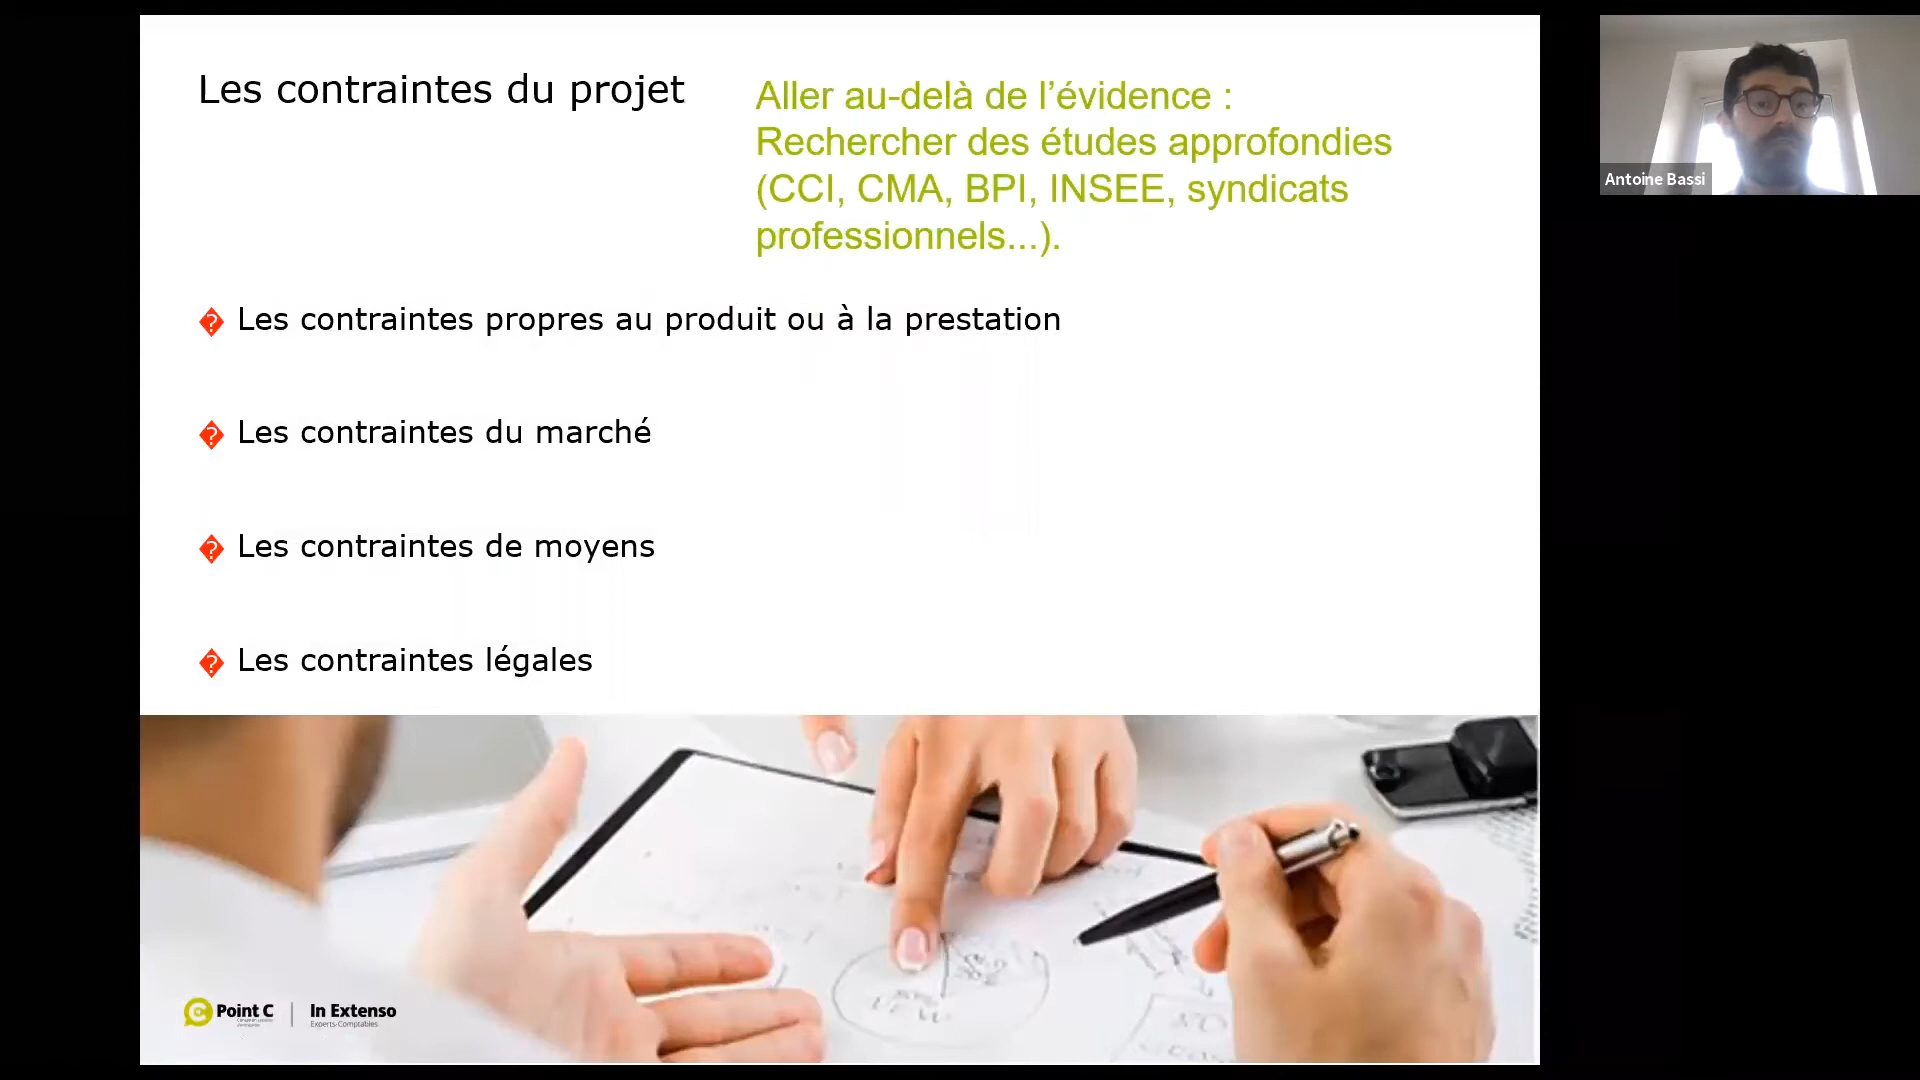 Les contraintes du projet
Aller au-delà de l’évidence :
Rechercher des études approfondies
(CCI, CMA, BPI, INSEE, syndicats
professionnels...).
Antoine Bassi
Les contraintes propres au produit ou à la prestation
Les contraintes du marché
Les contraintes de moyens
Les contraintes légales
Point C
In Extenso
Experts-Comptables